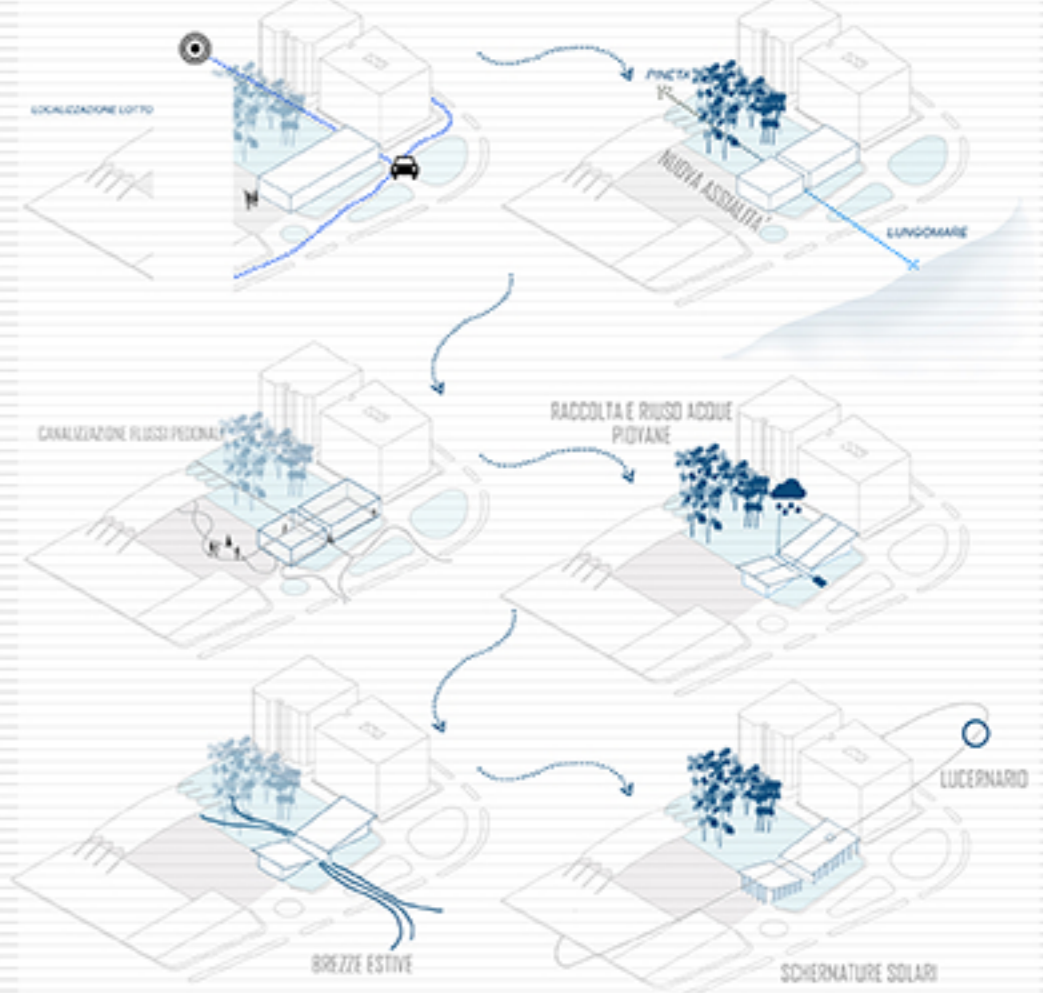 LOCALIZZAZIONE LOTTO
PINETA
NUOVA ASSIALITA'
LUNGOMARE
CANALIZZAZIONE FLUSSI PEDONALI
RACCOLTA E RIUSO ACQUE
PIOVANE
BREZZE ESTIVE
LUCERNARIO
SCHERMATURE SOLARI